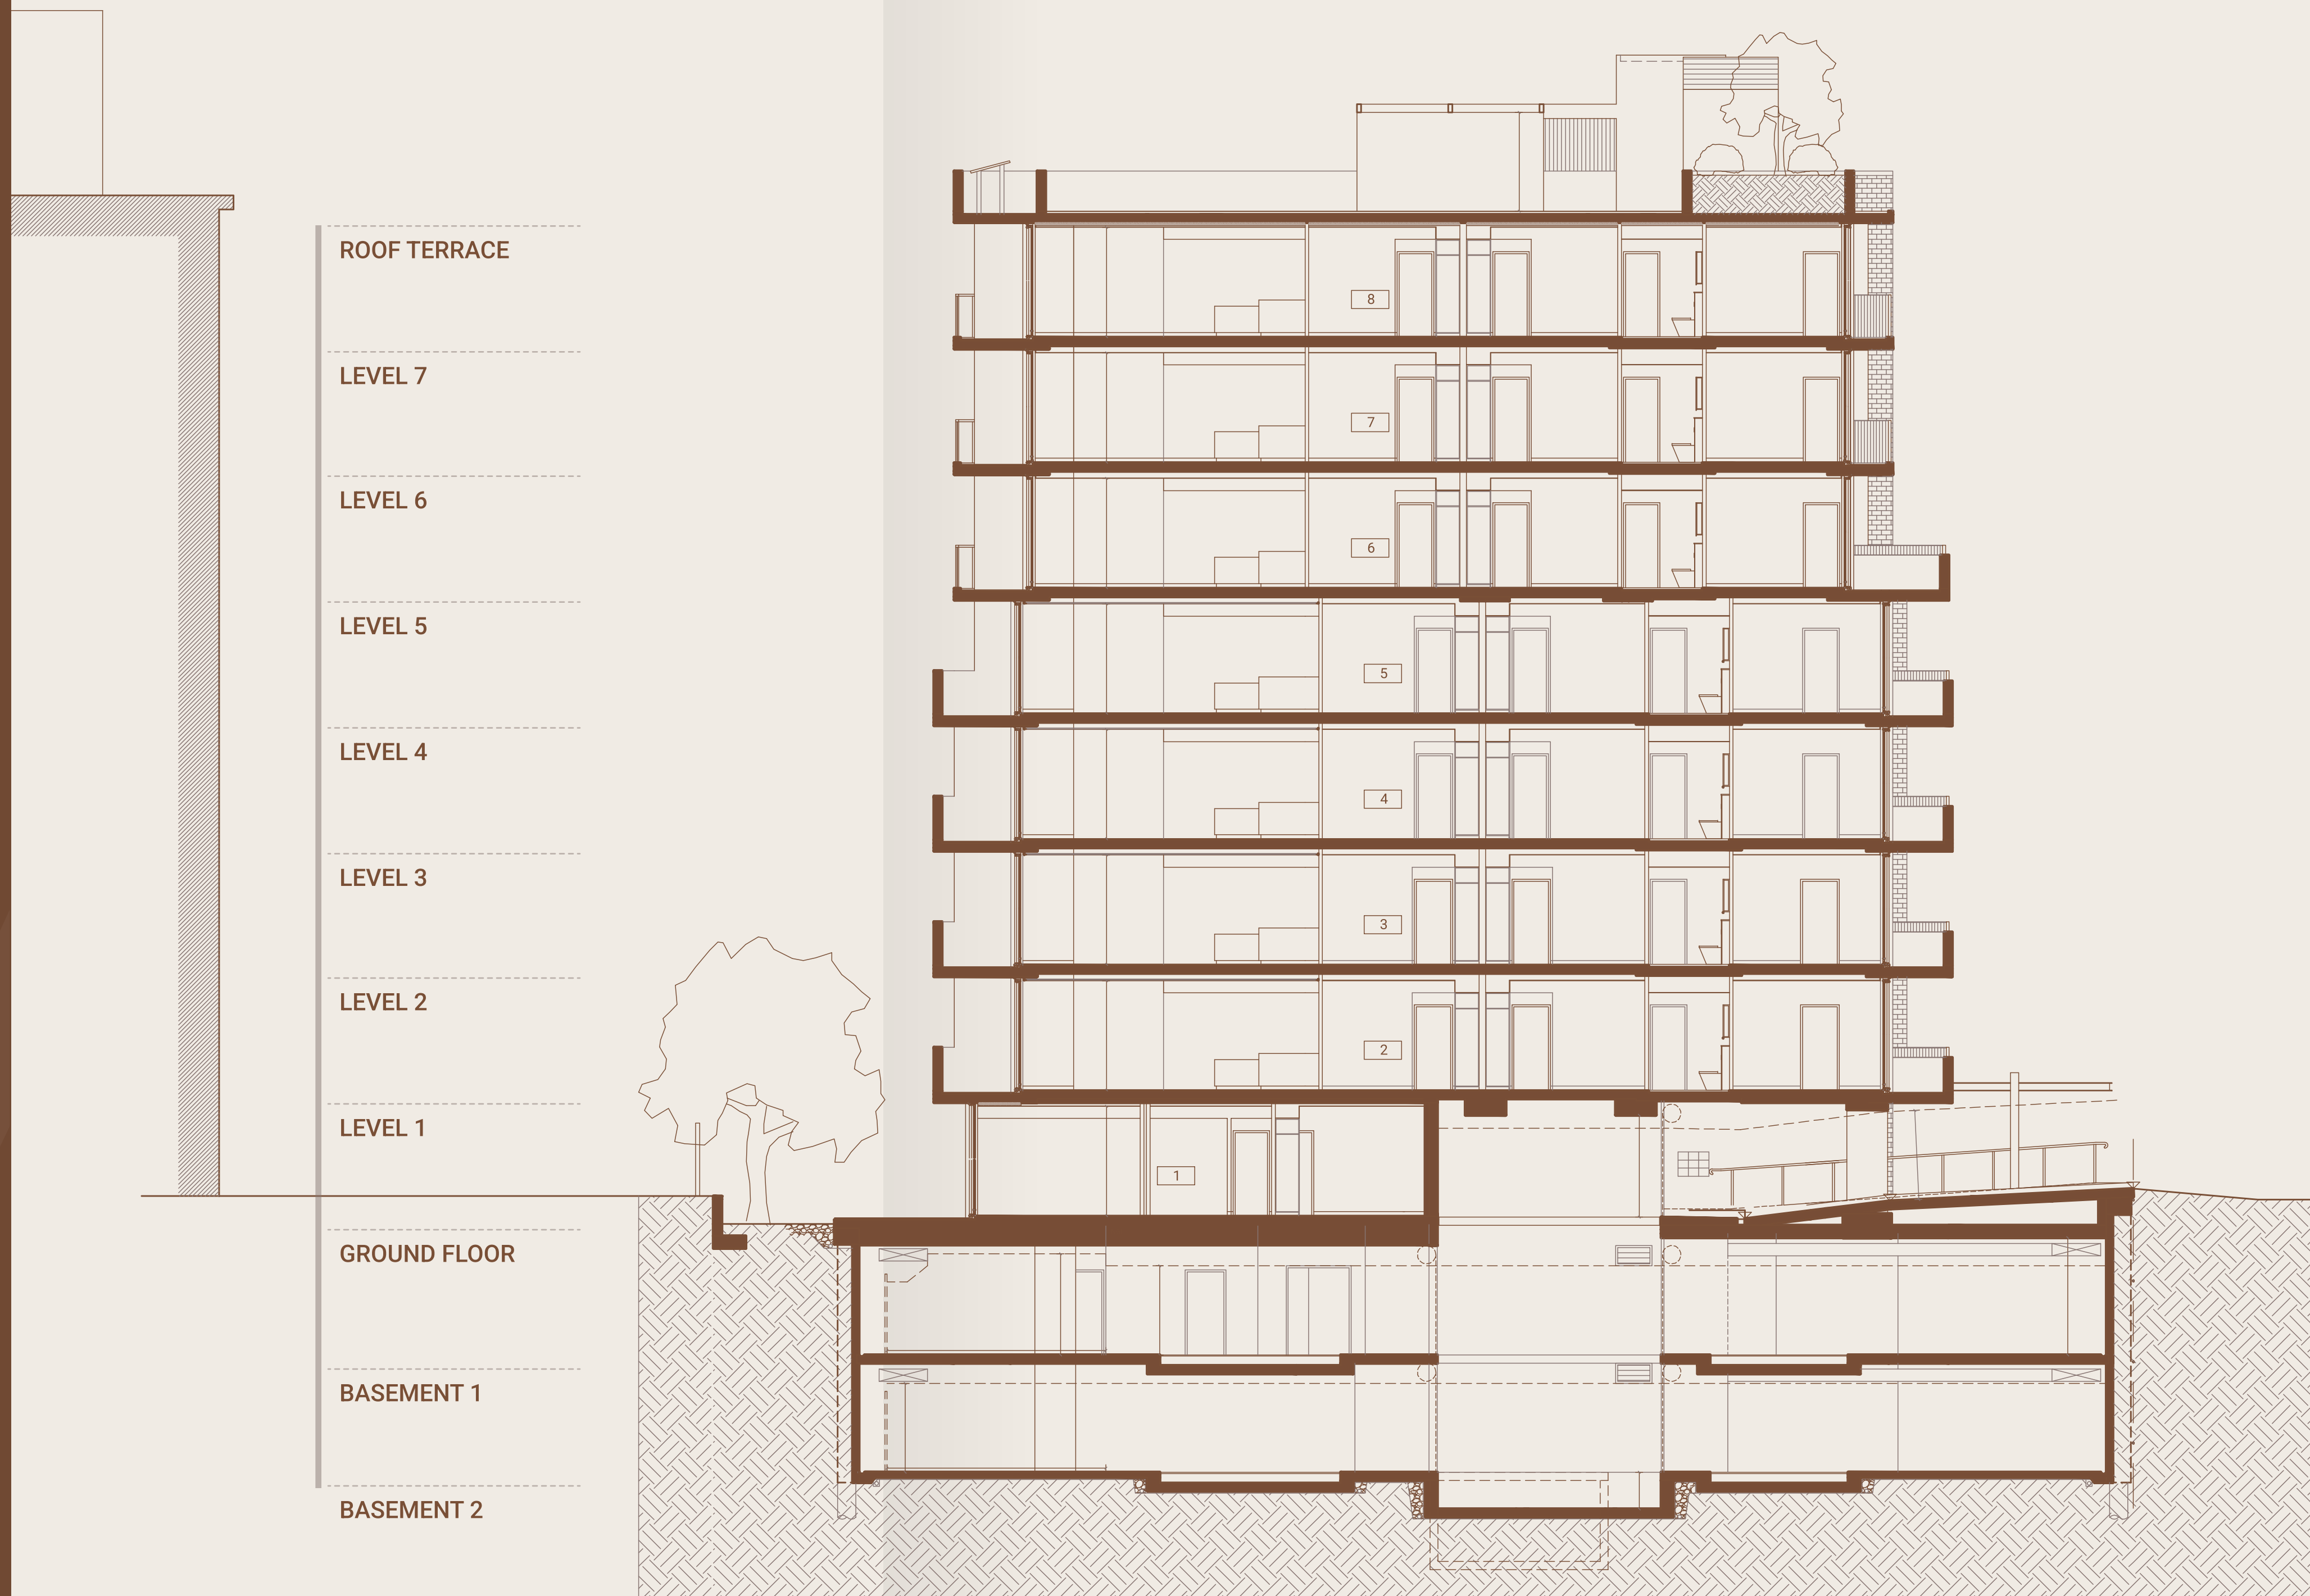 ROOF TERRACE
LEVEL 7
LEVEL 6
LEVEL 5
LEVEL 4
LEVEL 3
LEVEL 2
LEVEL 1
GROUND FLOOR
BASEMENT 1
BASEMENT 2
8
7
6
5
4
3
2
1